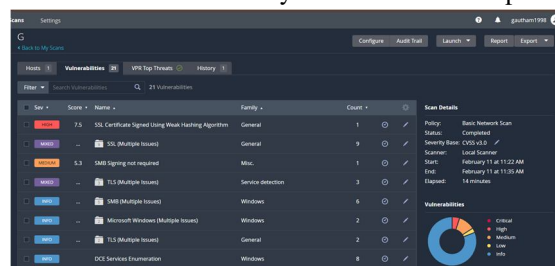 cans Settings gautham1998
G
Back to My Scans
Configure Audit Trail Launch Report Export
Hosts 1 Vulnerabilities 21 VPR Top Threats History 1
Filter Search Vulnerabilities 21 Vulnerabilities
Sev Score Name Family Count
HIGH 7.5 SSL Certificate Signed Using Weak Hashing Algorithm General 1
MIXED ... SSL (Multiple Issues) General 9
MEDIUM 5.3 SMB Signing not required Misc. 1
MIXED ... TLS (Multiple Issues) Service detection 3
INFO ... SMB (Multiple Issues) Windows 6
INFO ... Microsoft Windows (Multiple Issues) Windows 2
INFO ... TLS (Multiple Issues) General 2
INFO DCE Services Enumeration Windows 8
Scan Details
Policy: Basic Network Scan
Status: Completed
Severity Base: CVSS v3.0
Scanner: Local Scanner
Start: February 11 at 11:22 AM
End: February 11 at 11:35 AM
Elapsed: 14 minutes
Vulnerabilities
Critical
High
Medium
Low
Info